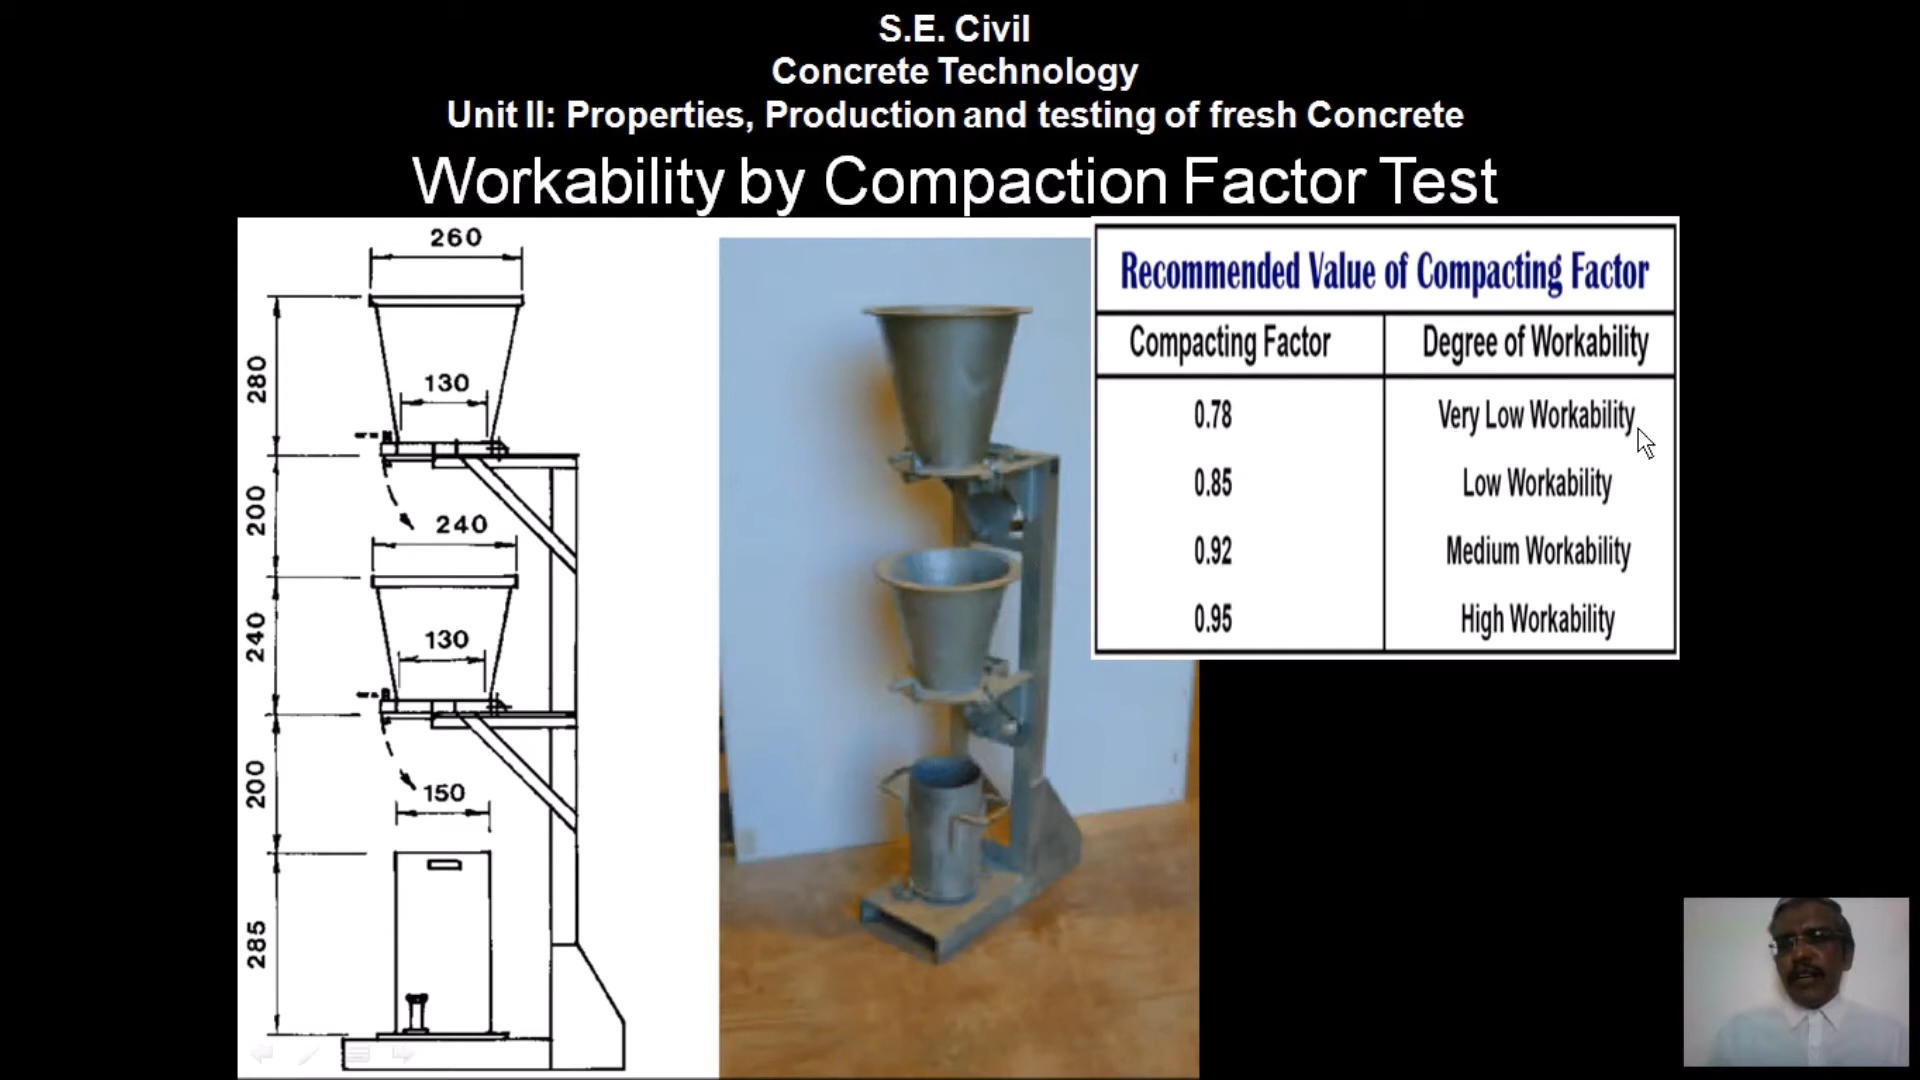 S.E. Civil
Concrete Technology
Unit II: Properties, Production and testing of fresh Concrete
Workability by Compaction Factor Test
260
280
130
200
240
240
130
200
150
285
Recommended Value of Compacting Factor
Compacting Factor Degree of Workability
0.78 Very Low Workability
0.85 Low Workability
0.92 Medium Workability
0.95 High Workability